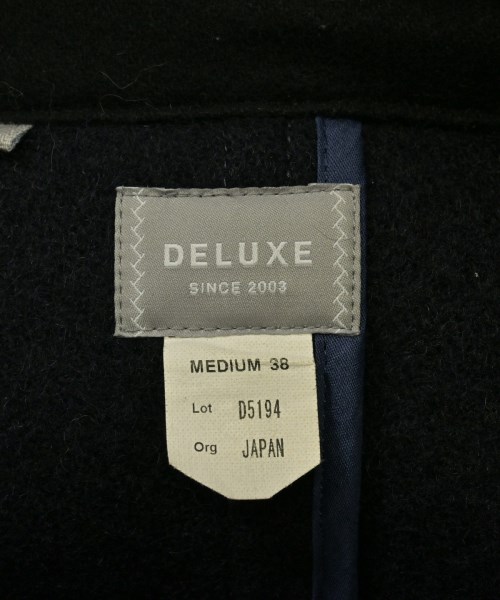 DELUXE
SINCE 2003
MEDIUM 38
Lot D5194
Org JAPAN